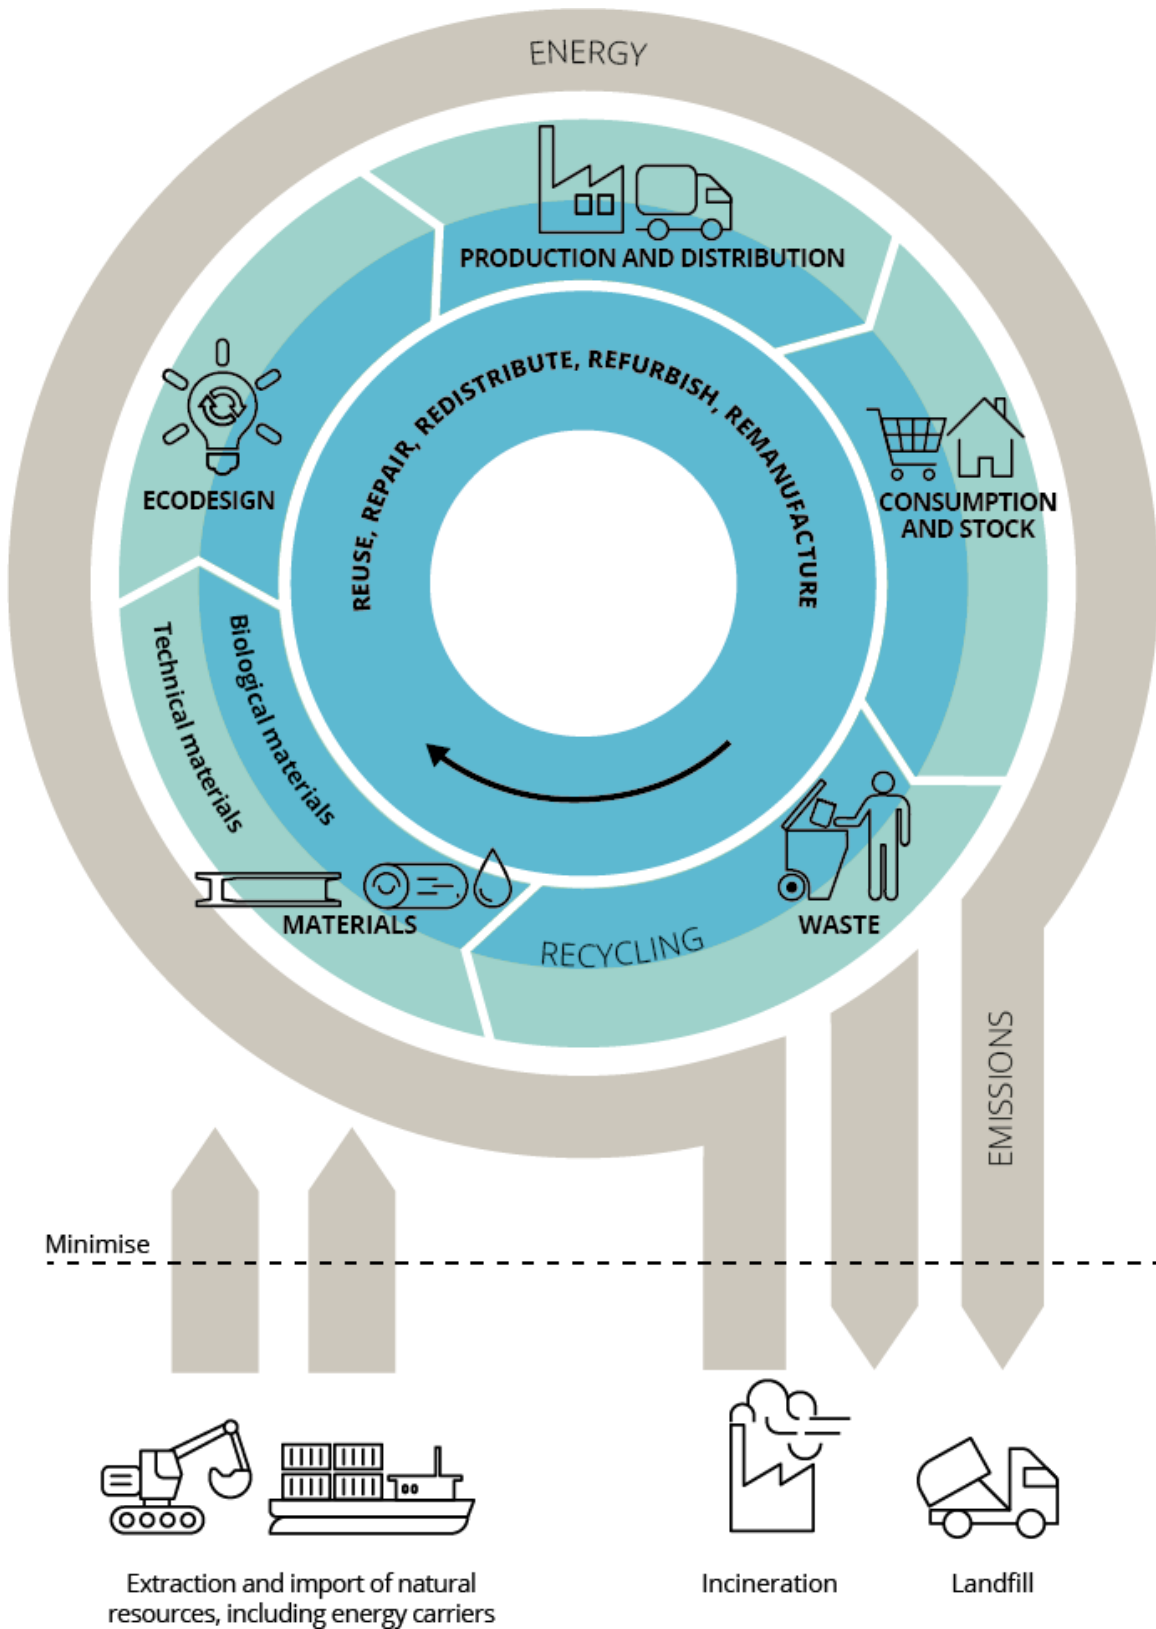 ENERGY
PRODUCTION AND DISTRIBUTION
REUSE, REPAIR, REDISTRIBUTE, REFURBISH, REMANUFACTURE
ECODESIGN
CONSUMPTION
AND STOCK
Technical materials
Biological materials
MATERIALS
RECYCLING
WASTE
EMISSIONS
Minimise
Extraction and import of natural
resources, including energy carriers
Incineration
Landfill